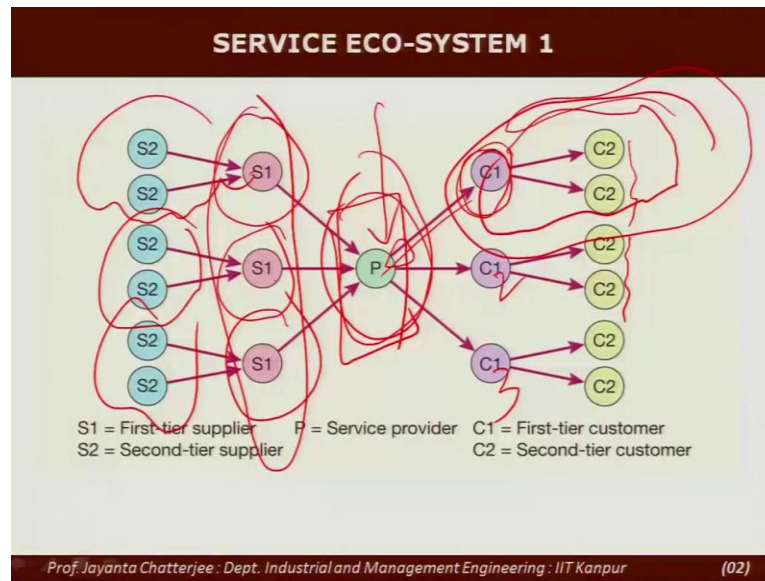 SERVICE ECO-SYSTEM 1
S2
S2
S1
S2
S2
S1
S2
S2
S1
P
C1
C2
C2
C1
C2
C2
C1
C2
C2
S1 = First-tier supplier
S2 = Second-tier supplier
P = Service provider
C1 = First-tier customer
C2 = Second-tier customer
Prof. Jayanta Chatterjee : Dept. Industrial and Management Engineering : IIT Kanpur (02)